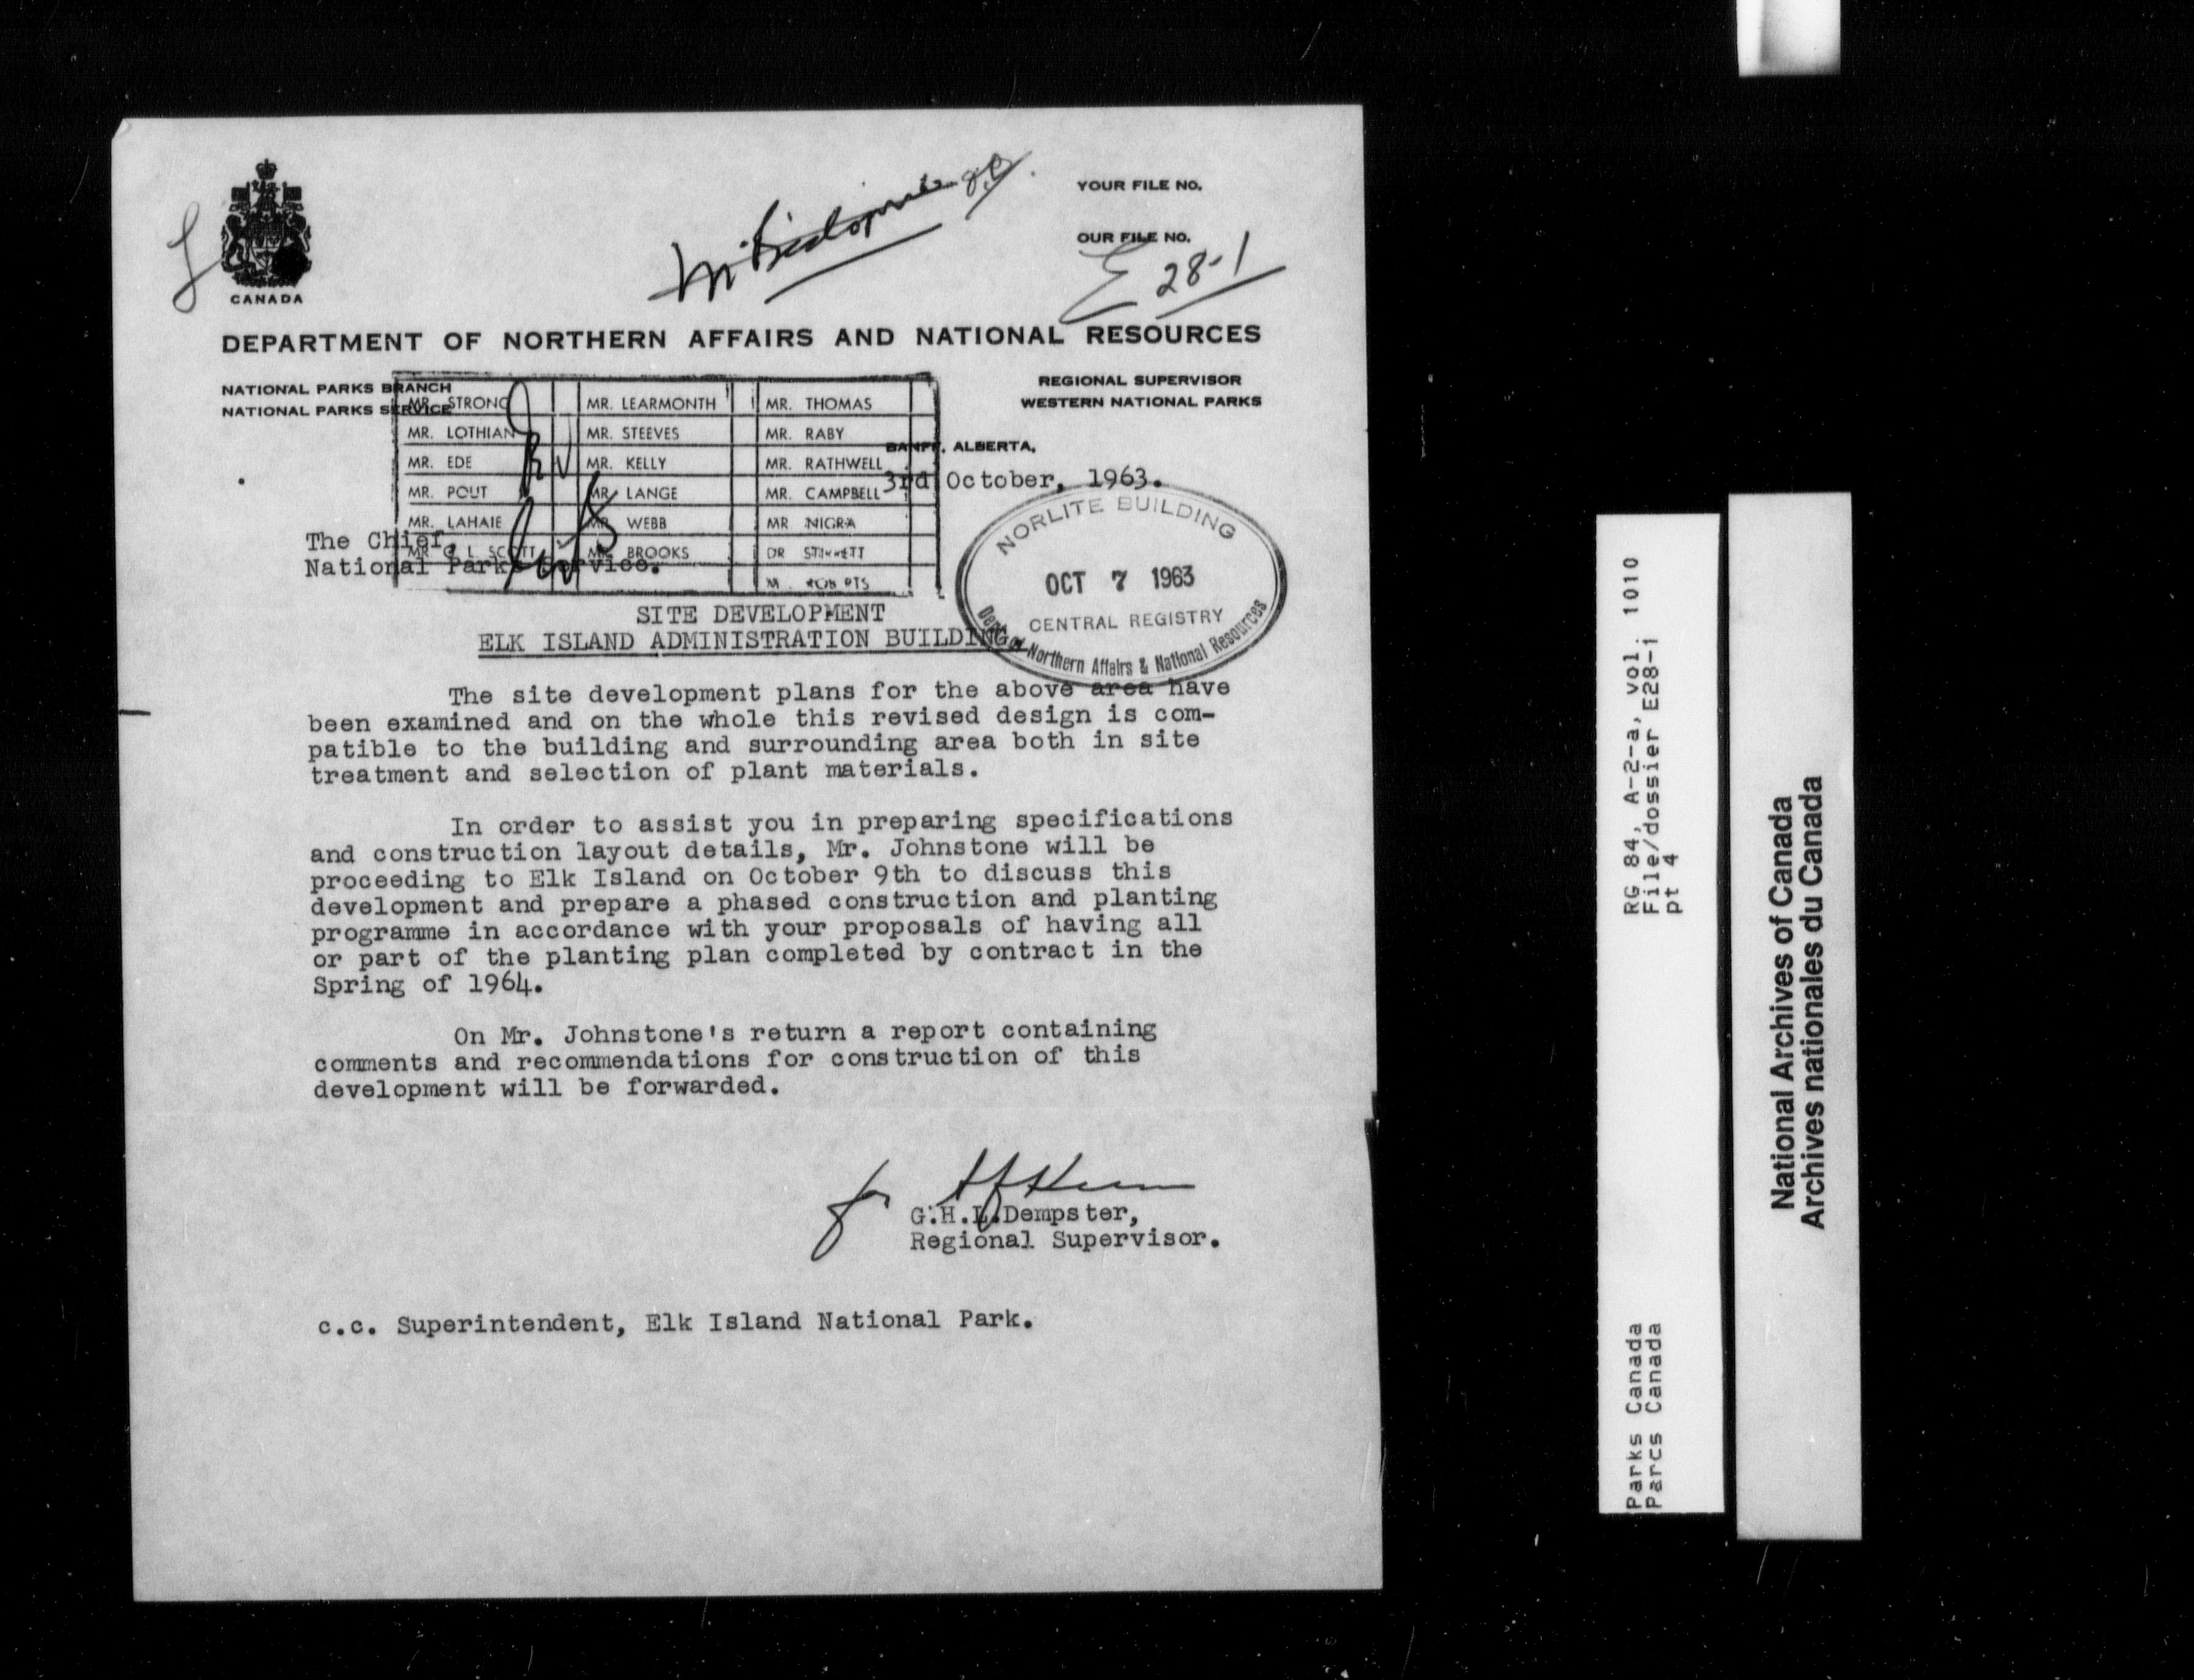 YOUR FILE NO.
OUR FILE NO.
E 28-1
CANADA
DEPARTMENT OF NORTHERN AFFAIRS AND NATIONAL RESOURCES
NATIONAL PARKS BRANCH
NATIONAL PARKS SERVICE
REGIONAL SUPERVISOR
WESTERN NATIONAL PARKS
MR. STRONG MR. LEARMONTH MR. THOMAS
MR. LOTHIAN MR. STEEVES MR. RABY
MR. EDE MR. KELLY MR. RATHWELL
MR. POUT MR. LANGE MR. CAMPBELL
MR. LAHAIE MR. WEBB MR NIGRA
MR G L SCOTT MR. BROOKS DR
BANFF, ALBERTA,
3rd October, 1963.
NORLITE BUILDING
OCT 7 1963
CENTRAL REGISTRY
Dept of Northern Affairs & National Resources
The Chief,
National Parks Service.
SITE DEVELOPMENT
ELK ISLAND ADMINISTRATION BUILDING
The site development plans for the above area have
been examined and on the whole this revised design is com-
patible to the building and surrounding area both in site
treatment and selection of plant materials.
In order to assist you in preparing specifications
and construction layout details, Mr. Johnstone will be
proceeding to Elk Island on October 9th to discuss this
development and prepare a phased construction and planting
programme in accordance with your proposals of having all
or part of the planting plan completed by contract in the
Spring of 1964.
On Mr. Johnstone's return a report containing
comments and recommendations for construction of this
development will be forwarded.
for
G.H.L.Dempster,
Regional Supervisor.
c.c. Superintendent, Elk Island National Park.
RG 84, A-2-a, vol. 1010
File/dossier E28-1
pt 4
Parks Canada
Parcs Canada
National Archives of Canada
Archives nationales du Canada